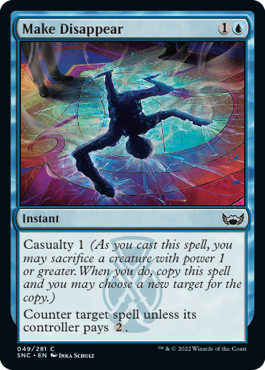 Make Disappear 1
Instant
Casualty 1 (As you cast this spell, you
may sacrifice a creature with power 1
or greater. When you do, copy this spell
and you may choose a new target for the
copy.)
Counter target spell unless its
controller pays 2.
049/281 C
SNC • EN Inka Schulz
™ & © 2022 Wizards of the Coast